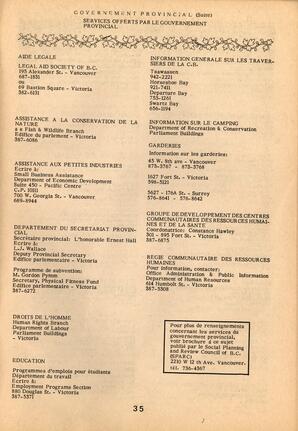 GOVERNEMENT PROVINCIAL (Suite)
SERVICES OFFERTS PAR LE GOUVERNEMENT
PROVINCIAL
AIDE LEGALE
LEGAL AID SOCIETY OF B.C.
195 Alexander St. - Vancouver
687-1831
ou
69 Bastion Square - Victoria
382-6131
ASSISTANCE A LA CONSERVATION DE LA
NATURE
a s Fish & Wildlife Branch
Edifice du parlement - Victoria
387-6086
ASSISTANCE AUX PETITES INDUSTRIES
Ecrire à:
Small Business Assistance
Department of Economic Development
Suite 450 - Pacific Centre
C.P. 10111
700 W. Georgia St. - Vancouver
689-8944
DEPARTEMENT DU SECRETARIAT PROVIN-
CIAL
Secrétaire provincial: L'honorable Ernest Hall
Ecrire à:
L.J. Wallace
Deputy Provincial Secretary
Edifice parlementaire - Victoria
Programme de subvention:
M. Gordon Pymm
Secretary, Physical Fitness Fund
Edifice parlementaire - Victoria
387-6272
DROITS DE L'HOMME
Human Rights Branch
Department of Labour
Parliament Buildings
- Victoria
EDUCATION
Programmes d'emplois pour étudiants
Département du travail
Ecrire à:
Employment Programs Section
880 Douglas St. - Victoria
387-5371
INFORMATION GENERALE SUR LES TRAVER-
SIERS DE LA C.B.
Tsawassen
942-2221
Horseshoe Bay
921-7411
Departure Bay
753-1261
Swartz Bay
656-1194
INFORMATION SUR LE CAMPING
Department of Recreation & Conservation
Parliament Buildings
GARDERIES
Information sur les garderies:
45 W. 8th ave - Vancouver
873-3767 - 873-3768
1627 Fort St. - Victoria
598-5121
5627 - 176A St. - Surrey
576-8641 - 576-8642
GROUPE DE DEVELOPPEMENT DES CENTRES
COMMUNAUTAIRES DES RESSOURCES HUMAI-
NES ET DE LA SANTE
Coordinatrice: Constance Hawley
301 - 895 Fort St. - Victoria
387-6875
REGIE COMMUNAUTAIRE DES RESSOURCES
HUMAINES
Pour information, contacter:
Office Administration & Public Information
Department of Human Resources
614 Humbolt St. - Victoria
387-5308
Pour plus de renseignements
concernant les services du
gouvernement provincial,
voir brochure à ce sujet
publié par le Social Planning
and Review Council of B.C.
(SPARC)
2210 W 12 th Ave. Vancouver.
tél. 736-4367
35